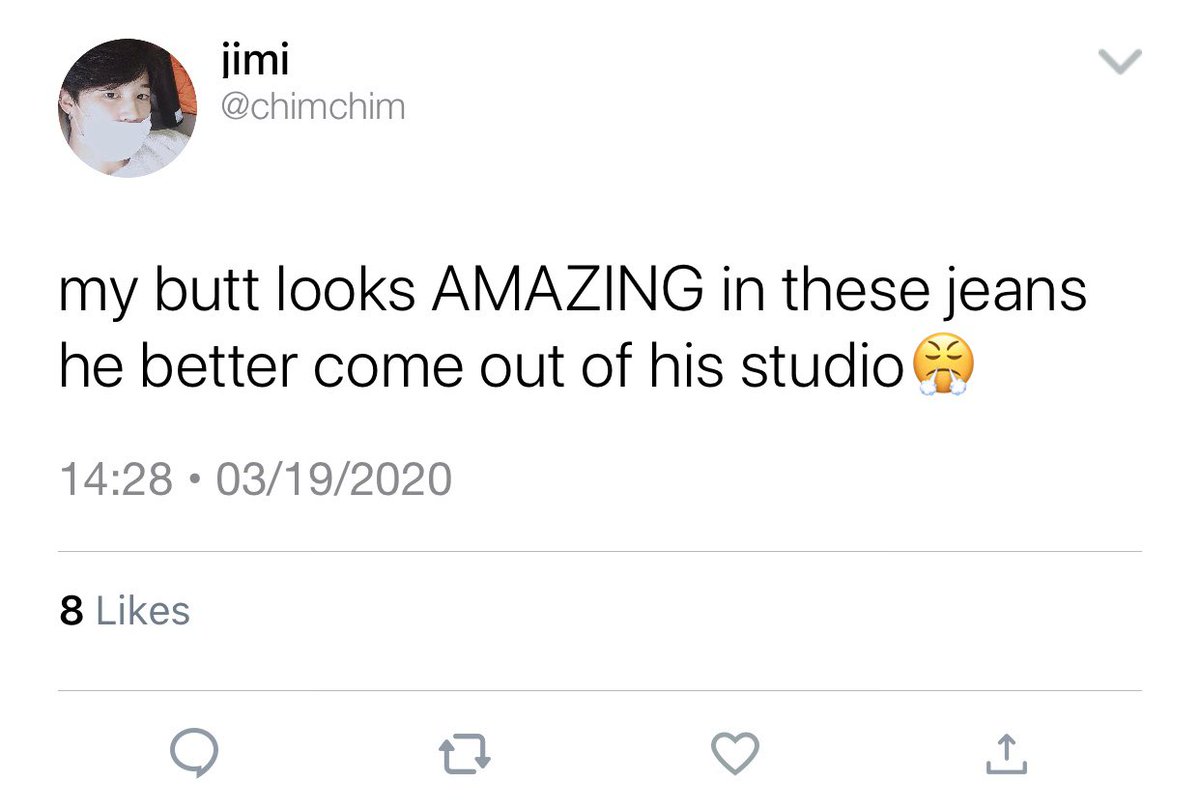 jimi
@chimchim
my butt looks AMAZING in these jeans
he better come out of his studio😤
14:28 • 03/19/2020
8 Likes